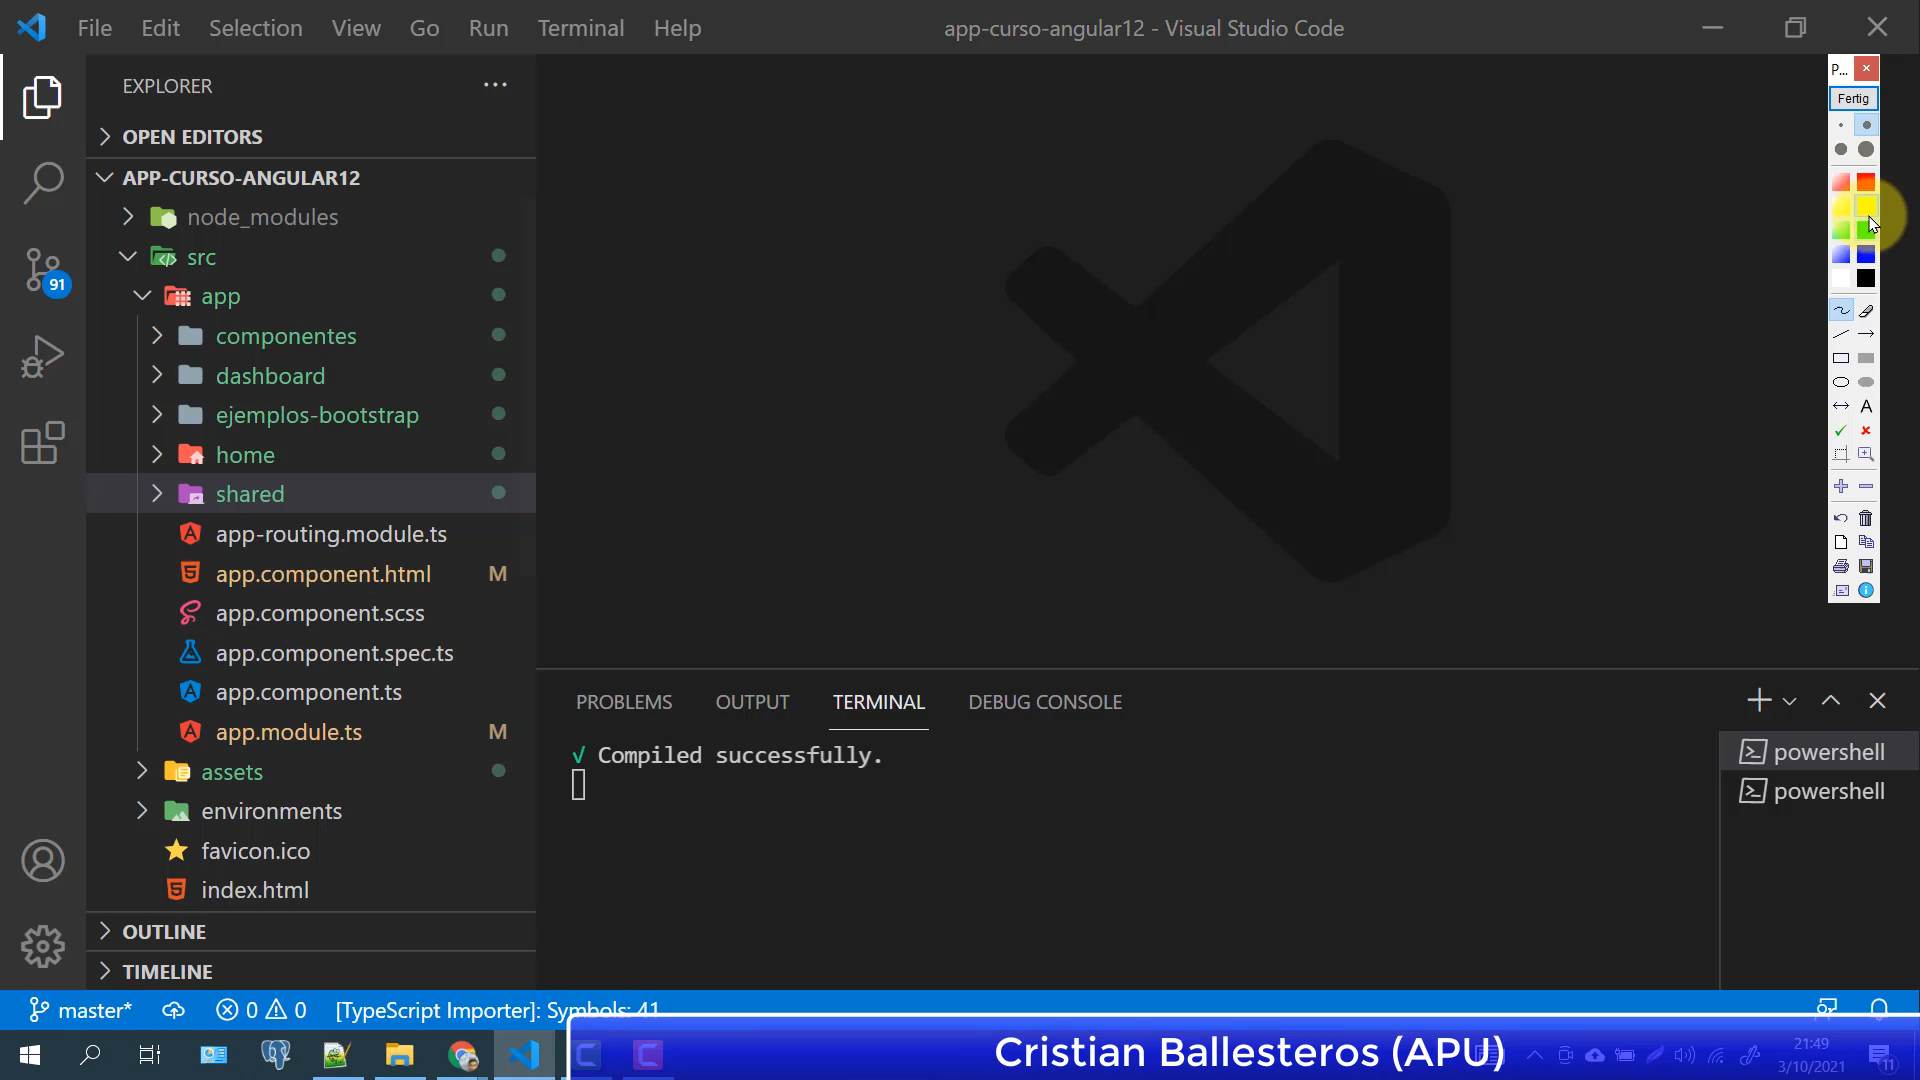 File Edit Selection View Go Run Terminal Help
app-curso-angular12 - Visual Studio Code
EXPLORER
OPEN EDITORS
APP-CURSO-ANGULAR12
node_modules
src
app
componentes
dashboard
ejemplos-bootstrap
home
shared
app-routing.module.ts
app.component.html M
app.component.scss
app.component.spec.ts
app.component.ts
app.module.ts M
assets
environments
favicon.ico
index.html
OUTLINE
TIMELINE
91
P...
Fertig
A
PROBLEMS OUTPUT TERMINAL DEBUG CONSOLE
√ Compiled successfully.
powershell
powershell
master* 0 0 [TypeScript Importer]: Symbols: 41
Cristian Ballesteros (APU)
21:49
3/10/2021
11